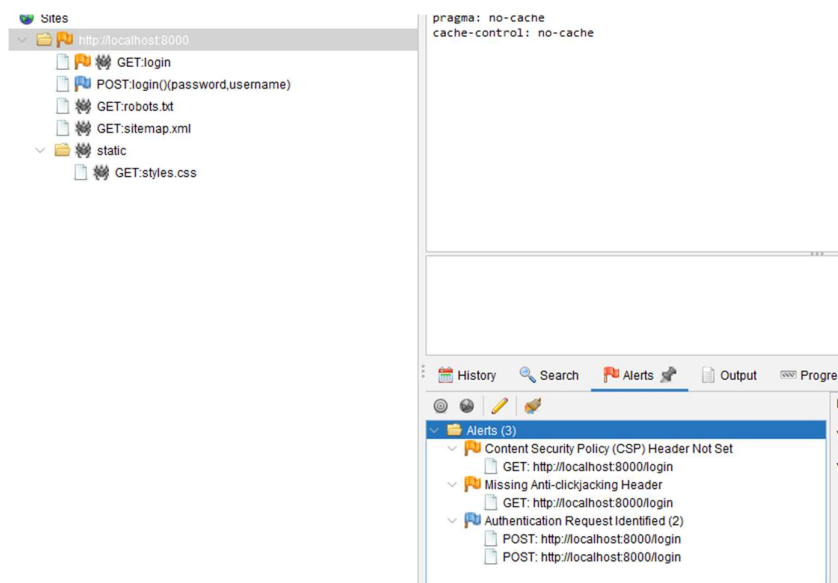 Sites
http://localhost:8000
GET:login
POST:login()(password,username)
GET:robots.txt
GET:sitemap.xml
static
GET:styles.css
pragma: no-cache
cache-control: no-cache
History Search Alerts Output Progre
Alerts (3)
Content Security Policy (CSP) Header Not Set
GET: http://localhost:8000/login
Missing Anti-clickjacking Header
GET: http://localhost:8000/login
Authentication Request Identified (2)
POST: http://localhost:8000/login
POST: http://localhost:8000/login